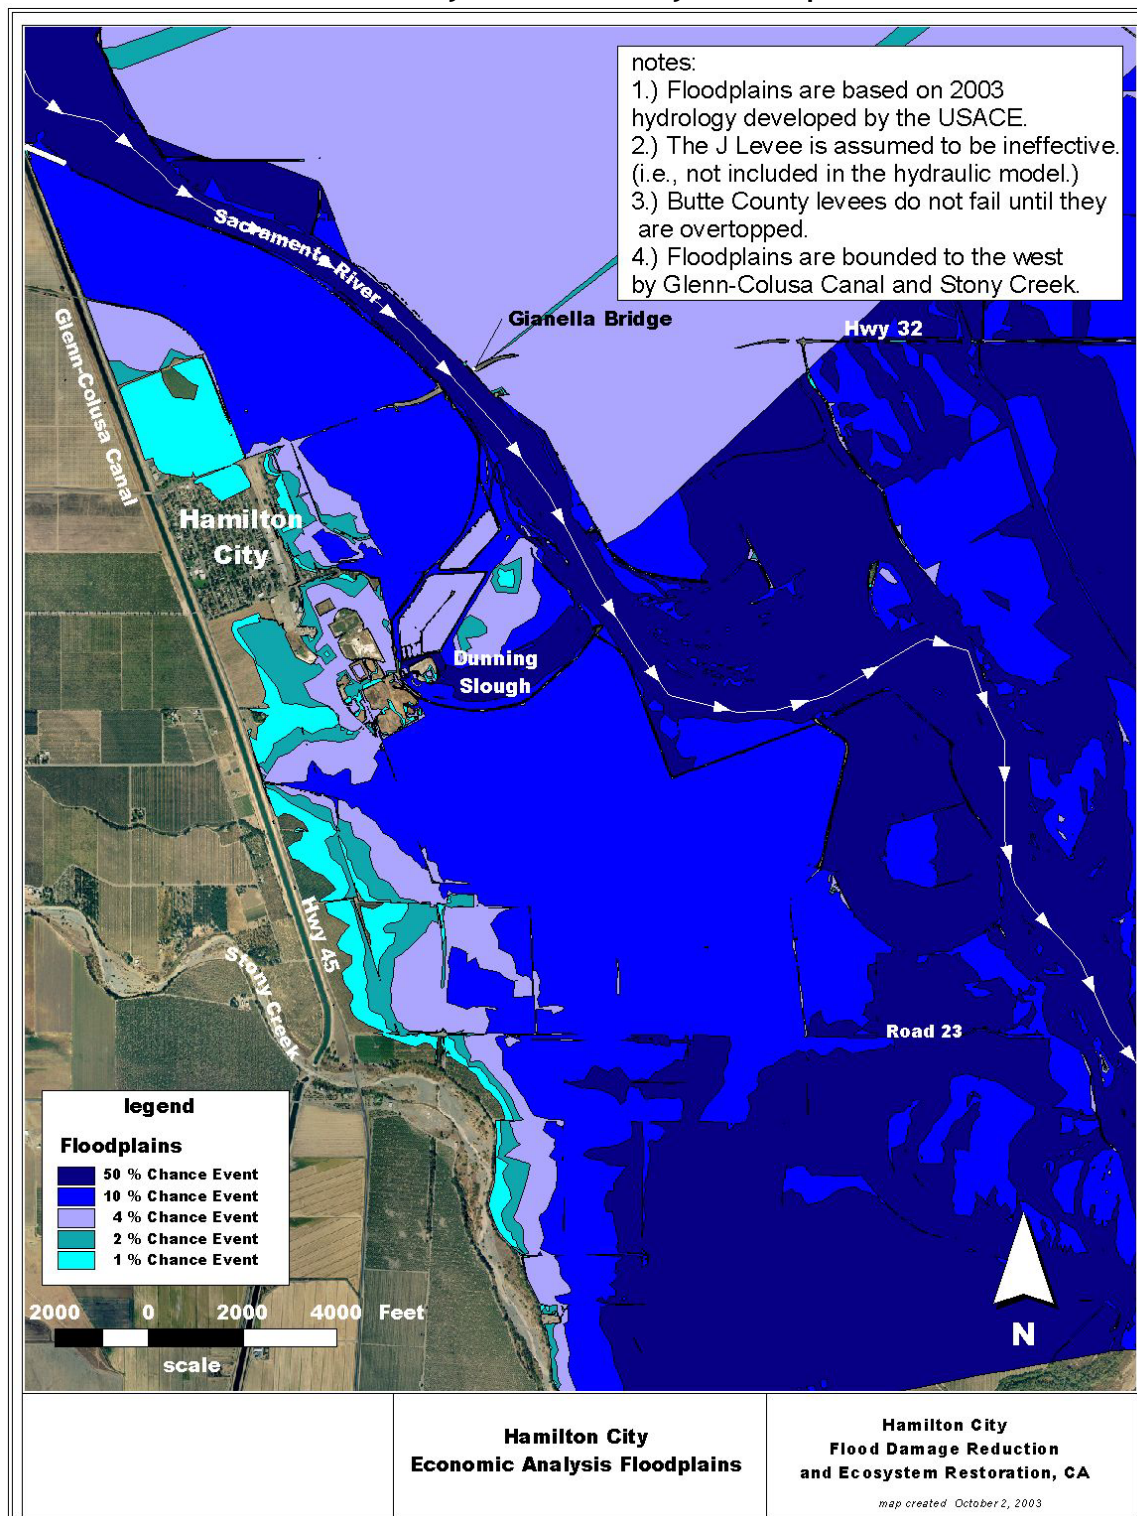 notes:
1.) Floodplains are based on 2003
hydrology developed by the USACE.
2.) The J Levee is assumed to be ineffective.
(i.e., not included in the hydraulic model.)
3.) Butte County levees do not fail until they
are overtopped.
4.) Floodplains are bounded to the west
by Glenn-Colusa Canal and Stony Creek.
Sacramento River
Gianella Bridge
Hwy 32
Glenn-Colusa Canal
Hamilton
City
Dunning
Slough
Hwy 45
Stony Creek
Road 23
legend
Floodplains
50 % Chance Event
10 % Chance Event
4 % Chance Event
2 % Chance Event
1 % Chance Event
2000 0 2000 4000 Feet
scale
N
Hamilton City
Economic Analysis Floodplains
Hamilton City
Flood Damage Reduction
and Ecosystem Restoration, CA
map created October 2, 2003